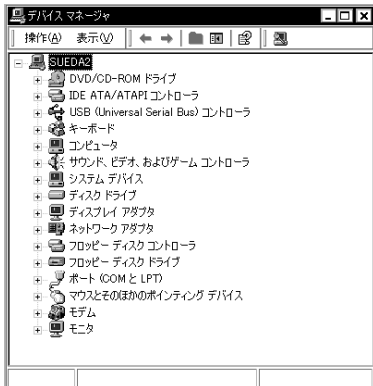 デバイス マネージャ
操作(A) 表示(V)
SUEDA2
DVD/CD-ROM ドライブ
IDE ATA/ATAPI コントローラ
USB (Universal Serial Bus) コントローラ
キーボード
コンピュータ
サウンド、ビデオ、およびゲーム コントローラ
システム デバイス
ディスク ドライブ
ディスプレイ アダプタ
ネットワーク アダプタ
フロッピー ディスク コントローラ
フロッピー ディスク ドライブ
ポート (COM と LPT)
マウスとそのほかのポインティング デバイス
モデム
モニタ